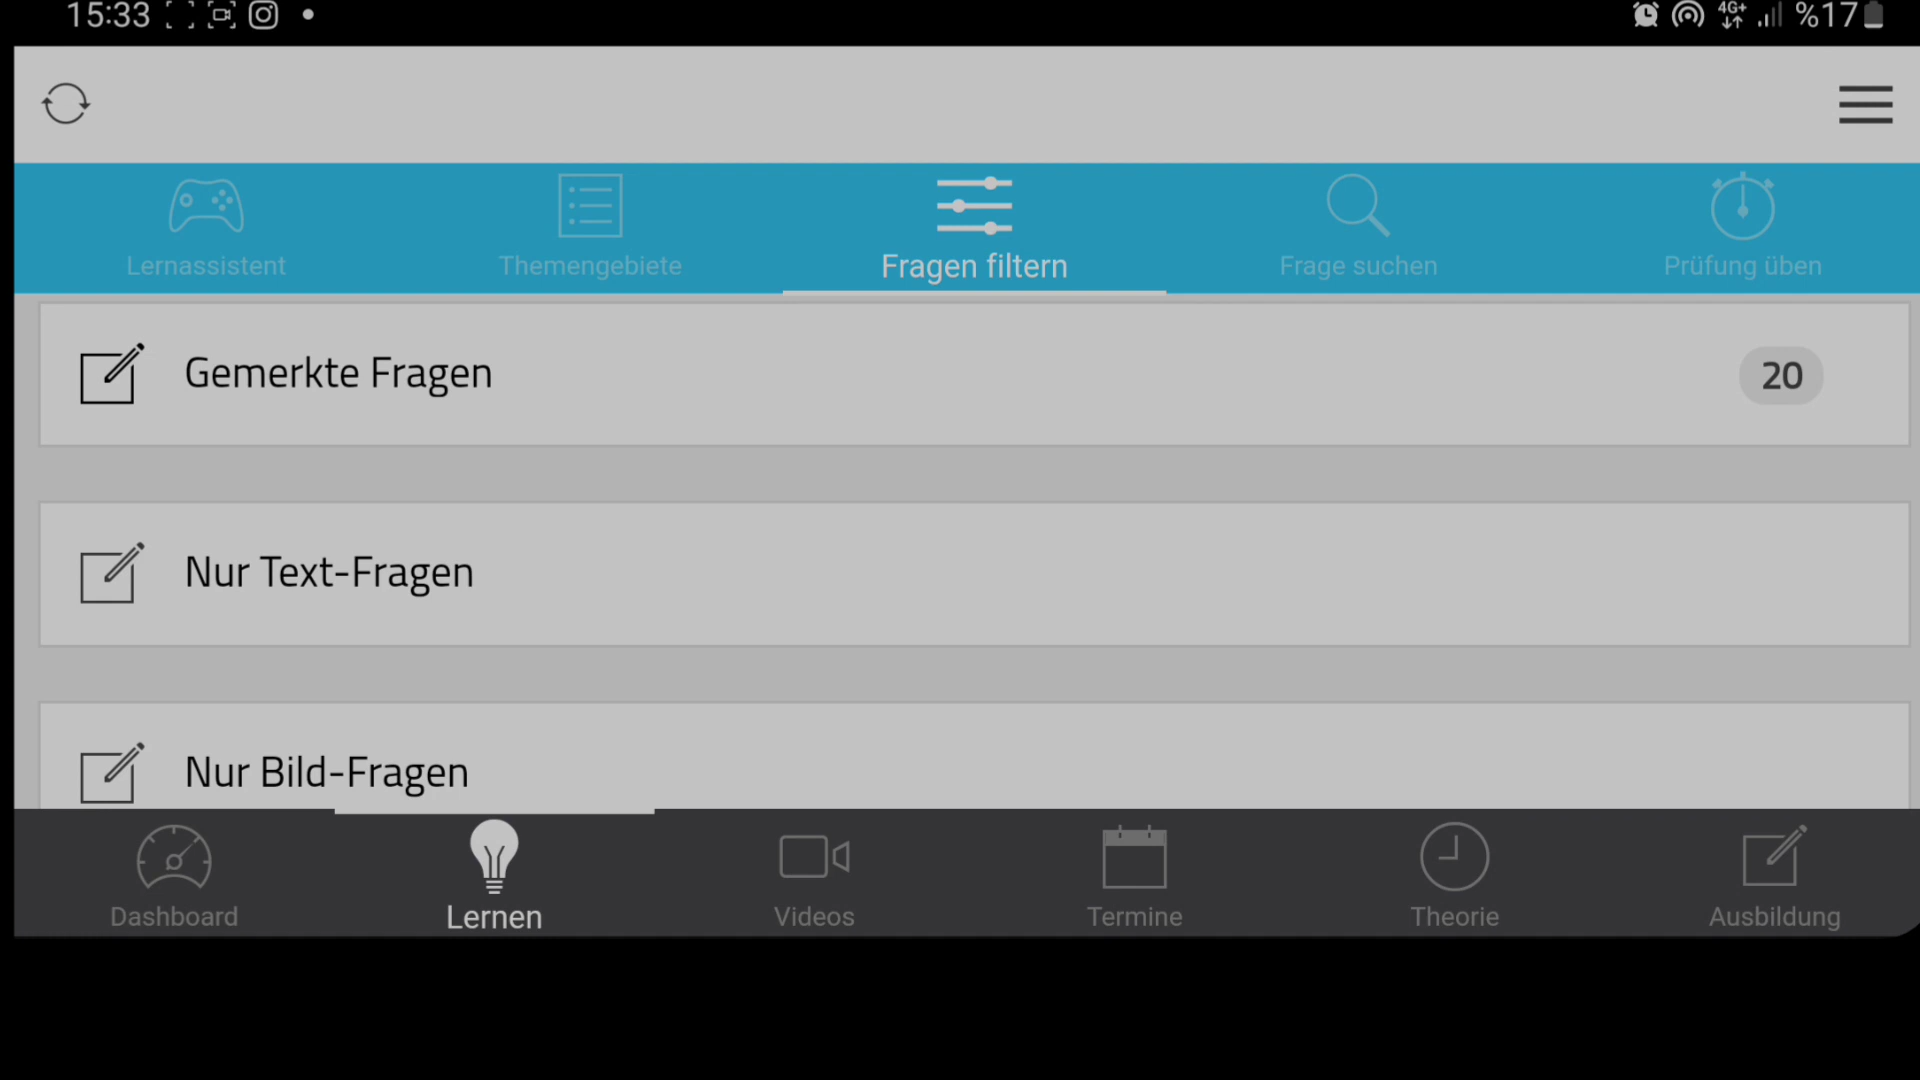 15:33
4G+
%17
Lernassistent
Themengebiete
Fragen filtern
Frage suchen
Prüfung üben
Gemerkte Fragen
20
Nur Text-Fragen
Nur Bild-Fragen
Dashboard
Lernen
Videos
Termine
Theorie
Ausbildung